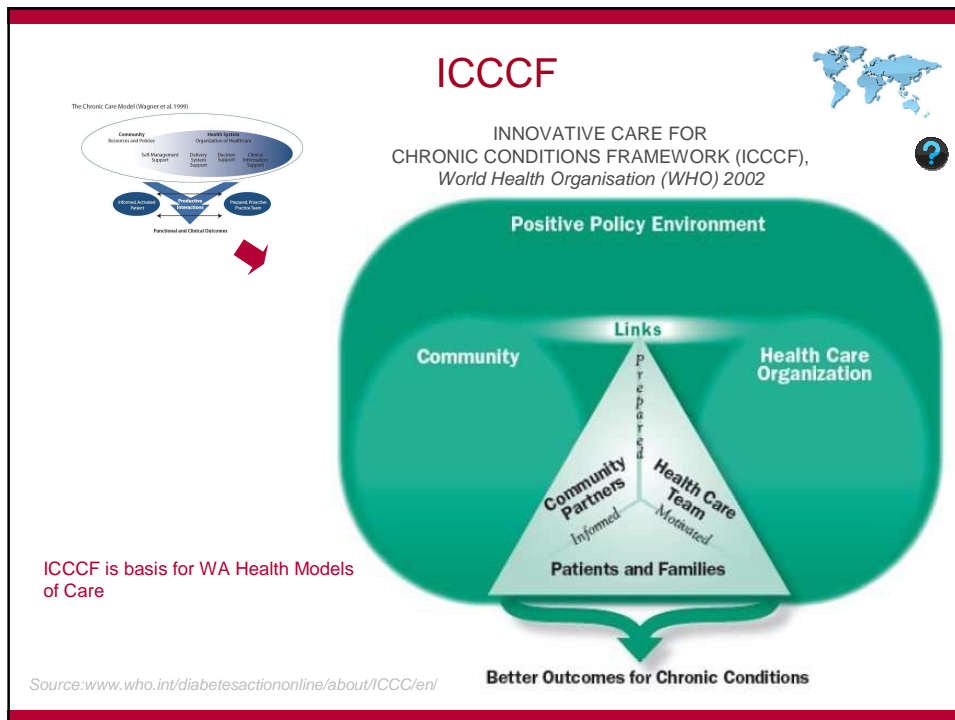 ICCCF
The Chronic Care Model (Wagner et al. 1999)
Community
Resources and Policies
Health System
Organization of Healthcare
Self-Management
Support
Delivery
System
Support
Decision
Support
Clinical
Information
Support
Informed, Activated
Patient
Productive
Interactions
Prepared, Proactive
Practice Team
Functional and Clinical Outcomes
INNOVATIVE CARE FOR
CHRONIC CONDITIONS FRAMEWORK (ICCCF),
World Health Organisation (WHO) 2002
?
Positive Policy Environment
Links
Community
Health Care
Organization
Prepared
Community
Partners
Health Care
Team
Informed
Motivated
Patients and Families
Better Outcomes for Chronic Conditions
ICCCF is basis for WA Health Models
of Care
Source:www.who.int/diabetesactiononline/about/ICCC/en/